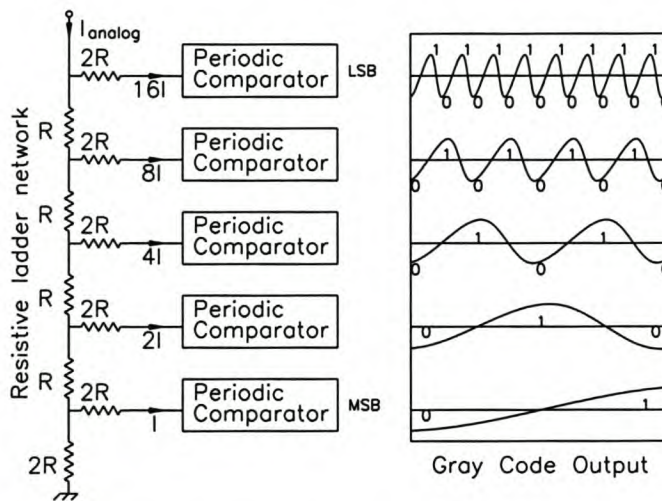 I analog
2R
Periodic
Comparator
LSB
16I
R
2R
Periodic
Comparator
8I
R
2R
Periodic
Comparator
4I
R
2R
Periodic
Comparator
2I
R
2R
Periodic
Comparator
MSB
I
2R
Resistive ladder network
1 1 1 1 1 1 1 1
0 0 0 0 0 0 0 0
1 1 1 1
0 0 0 0 0
1 1
0 0 0
0 1 0
0 1
Gray Code Output